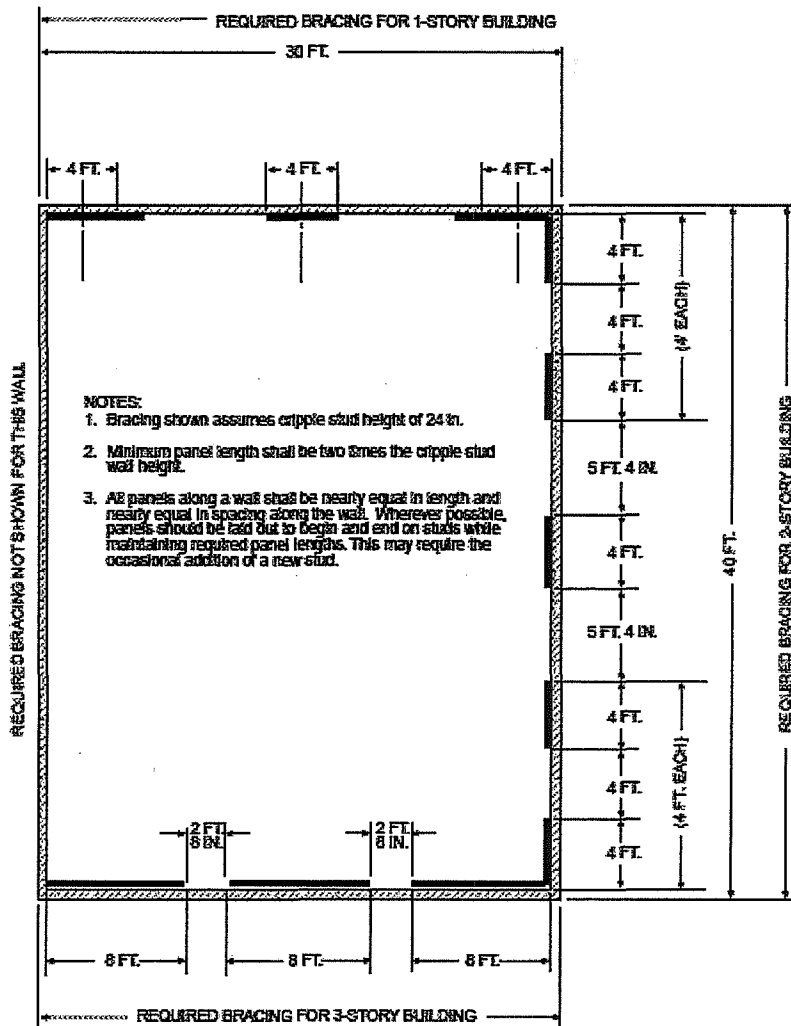 REQUIRED BRACING FOR 1-STORY BUILDING
30 FT.
4 FT.
4 FT.
4 FT.
4 FT.
4 FT.
4 FT.
(4' EACH)
5 FT. 4 IN.
4 FT.
5 FT. 4 IN.
4 FT.
4 FT.
4 FT.
(4 FT. EACH)
40 FT.
REQUIRED BRACING FOR 2-STORY BUILDING
REQUIRED BRACING NOT SHOWN FOR THIS WALL
NOTES:
1. Bracing shown assumes cripple stud height of 24 in.
2. Minimum panel length shall be two times the cripple stud
wall height.
3. All panels along a wall shall be nearly equal in length and
nearly equal in spacing along the wall. Wherever possible,
panels should be laid out to begin and end on studs while
maintaining required panel lengths. This may require the
occasional addition of a new stud.
2 FT.
8 IN.
2 FT.
8 IN.
8 FT.
8 FT.
8 FT.
REQUIRED BRACING FOR 3-STORY BUILDING